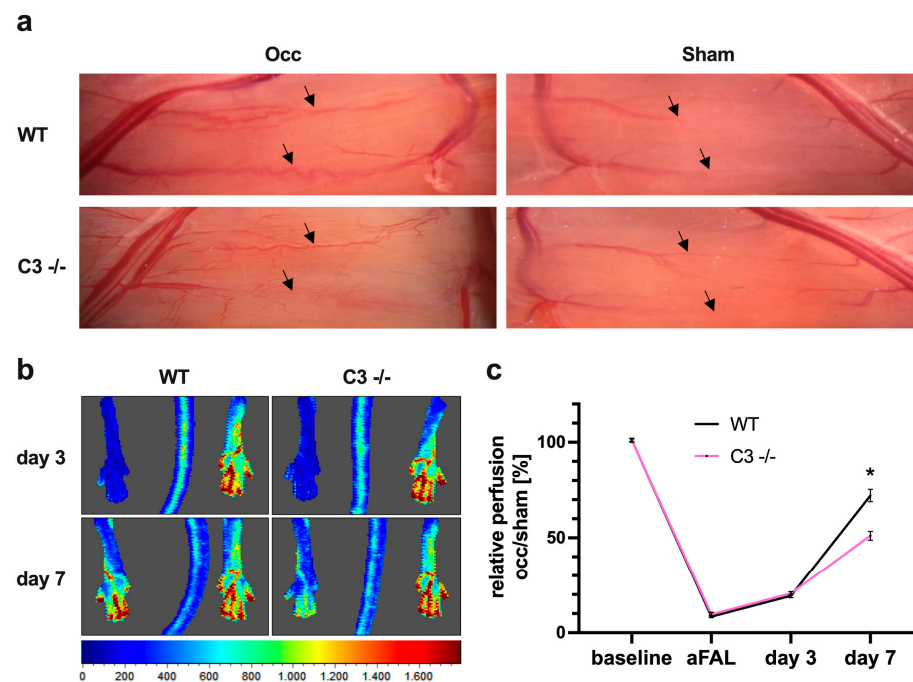 a
Occ Sham
WT
C3 -/-
b
WT C3 -/-
day 3
day 7
0 200 400 600 800 1.000 1.200 1.400 1.600
c
relative perfusion
occ/sham [%]
100
50
0
WT
C3 -/-
*
baseline aFAL day 3 day 7